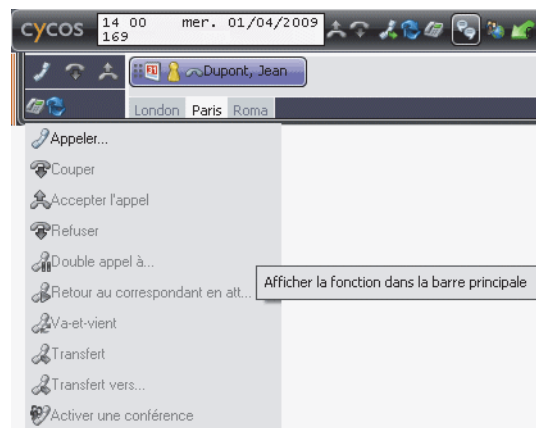 cycos 14 00 mer. 01/04/2009
169
Dupont, Jean
London Paris Roma
Appeler...
Couper
Accepter l'appel
Refuser
Double appel à...
Afficher la fonction dans la barre principale
Retour au correspondant en att...
Va-et-vient
Transfert
Transfert vers...
Activer une conférence